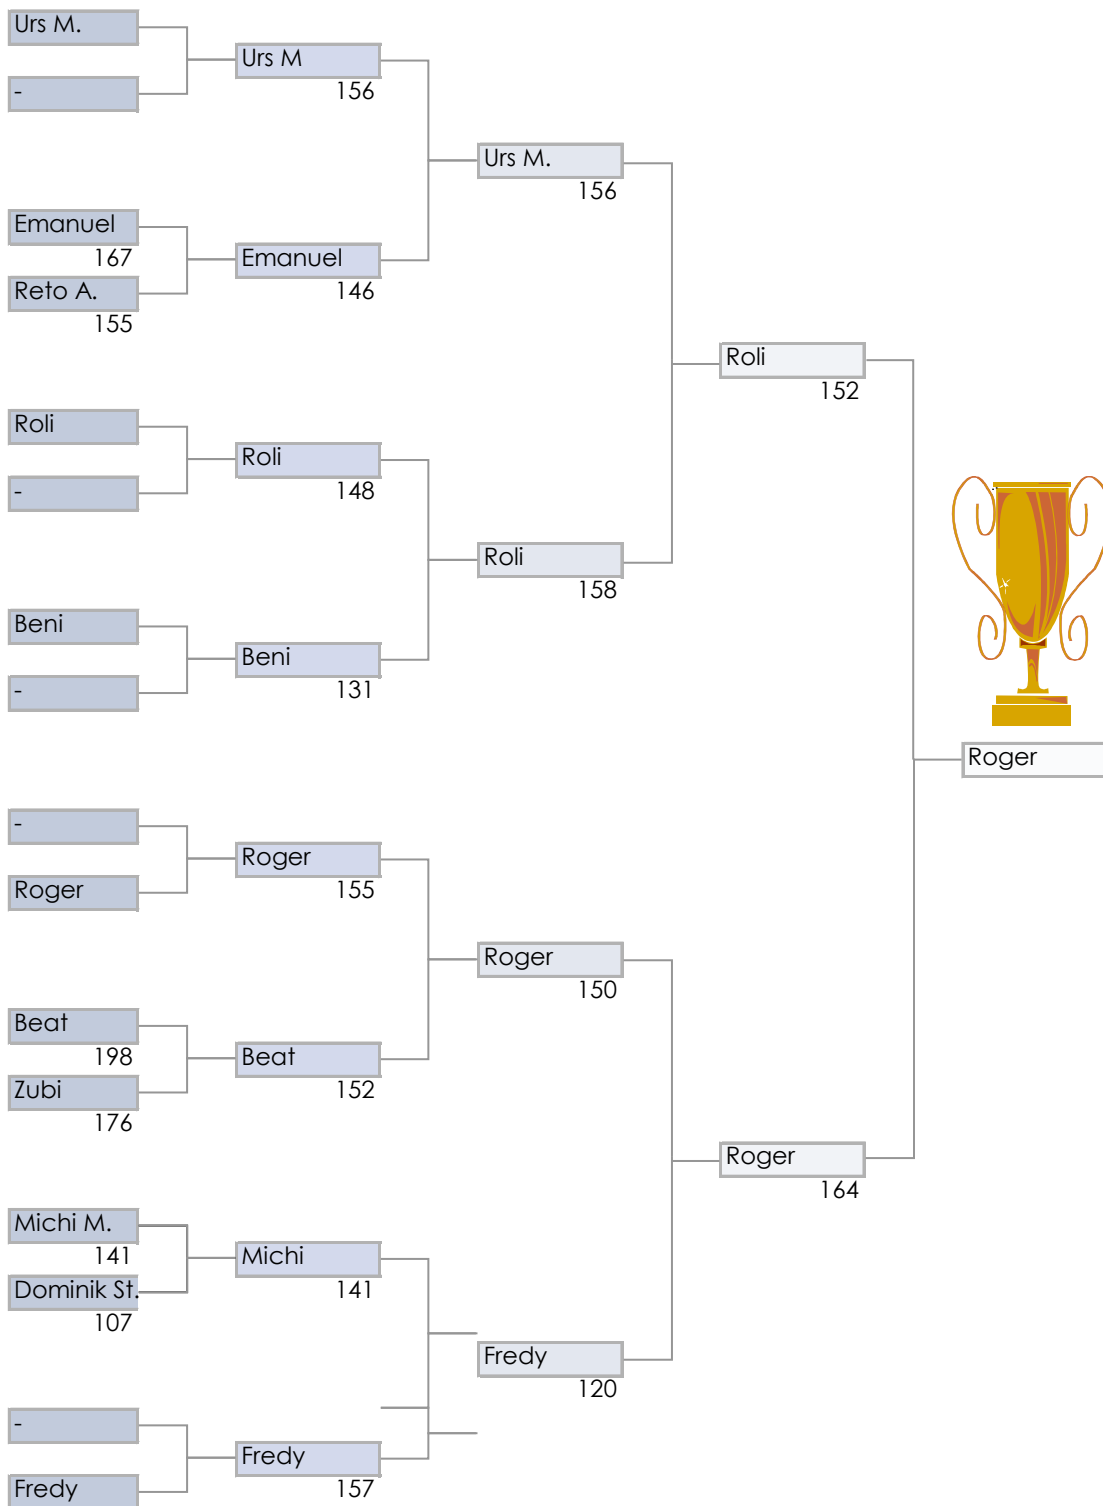 Urs M.
-
Urs M
156
Urs M.
156
Emanuel
167
Reto A.
155
Emanuel
146
Roli
152
Roli
-
Roli
148
Roli
158
Beni
-
Beni
131
Roger
-
Roger
Roger
155
Roger
150
Beat
198
Zubi
176
Beat
152
Roger
164
Michi M.
141
Dominik St.
107
Michi
141
Fredy
120
-
Fredy
Fredy
157